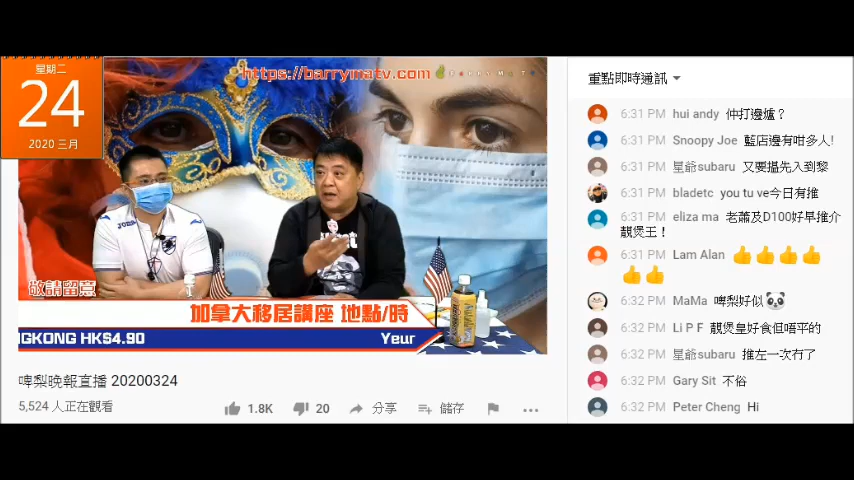 星期二
24
2020 三月
https://barrymatv.com
敬請留意
加拿大移居講座 地點/時
GKONG HK$4.90 Yeur
啤梨晚報直播 20200324
5,524 人正在觀看
1.8K
20
分享
儲存
重點即時通訊
6:31 PM hui andy 仲打邊爐？
6:31 PM Snoopy Joe 藍店邊有咁多人!
6:31 PM 星爺subaru 又要搵先入到黎
6:31 PM bladetc you tu ve今日有推
6:31 PM eliza ma 老蕭及D100好早推介
靚煲王！
6:31 PM Lam Alan 👍👍👍👍
👍👍
6:32 PM MaMa 啤梨好似🐼
6:32 PM Li P F 靚煲皇好食但唔平的
6:32 PM 星爺subaru 推左一次冇了
6:32 PM Gary Sit 不俗
6:32 PM Peter Cheng Hi